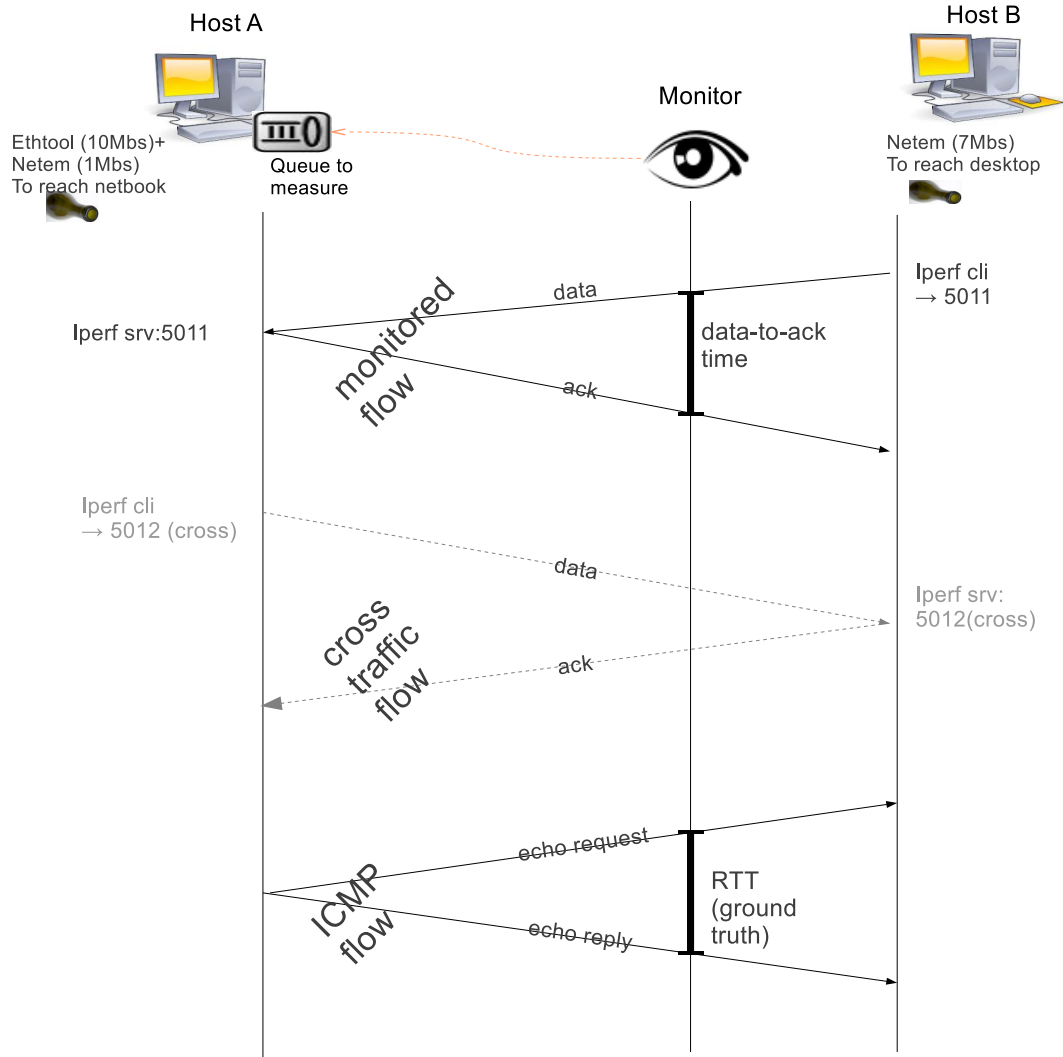 Host A
Host B
Monitor
Ethtool (10Mbs)+
Netem (1Mbs)
To reach netbook
Queue to
measure
Netem (7Mbs)
To reach desktop
Iperf cli
→ 5011
data
Iperf srv:5011
monitored
flow
data-to-ack
time
ack
Iperf cli
→ 5012 (cross)
data
Iperf srv:
5012(cross)
cross
traffic
flow
ack
echo request
ICMP
flow
RTT
(ground
truth)
echo reply